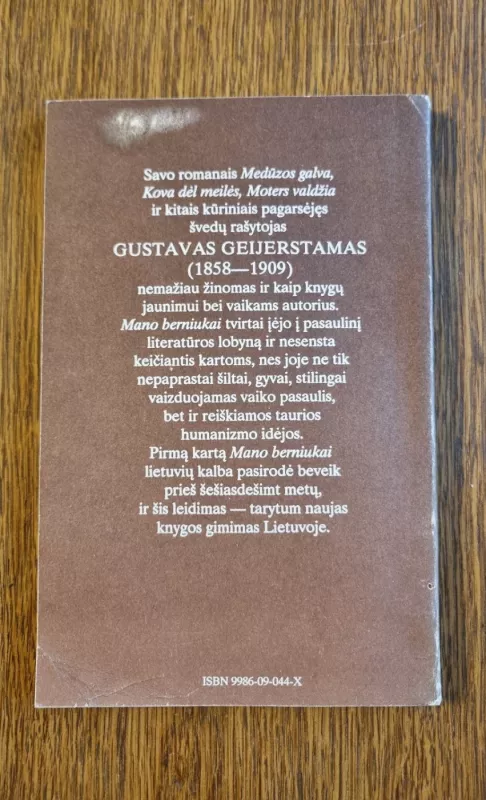 Savo romanais Medūzos galva,
Kova dėl meilės, Moters valdžia
ir kitais kūriniais pagarsėjęs
švedų rašytojas
GUSTAVAS GEIJERSTAMAS
(1858—1909)
nemažiau žinomas ir kaip knygų
jaunimui bei vaikams autorius.
Mano berniukai tvirtai įėjo į pasaulinį
literatūros lobyną ir nesensta
keičiantis kartoms, nes joje ne tik
nepaprastai šiltai, gyvai, stilingai
vaizduojamas vaiko pasaulis,
bet ir reiškiamos taurios
humanizmo idėjos.
Pirmą kartą Mano berniukai
lietuvių kalba pasirodė beveik
prieš šešiasdešimt metų,
ir šis leidimas — tarytum naujas
knygos gimimas Lietuvoje.
ISBN 9986-09-044-X